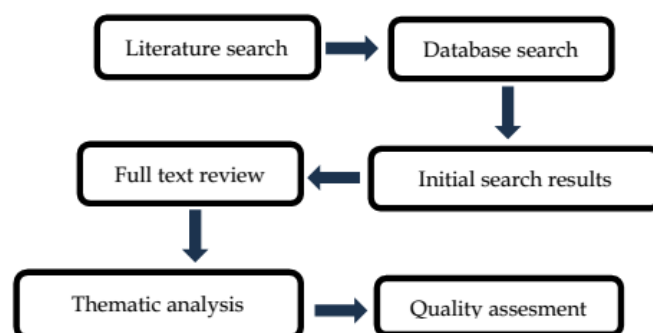 Literature search
Database search
Initial search results
Full text review
Thematic analysis
Quality assesment